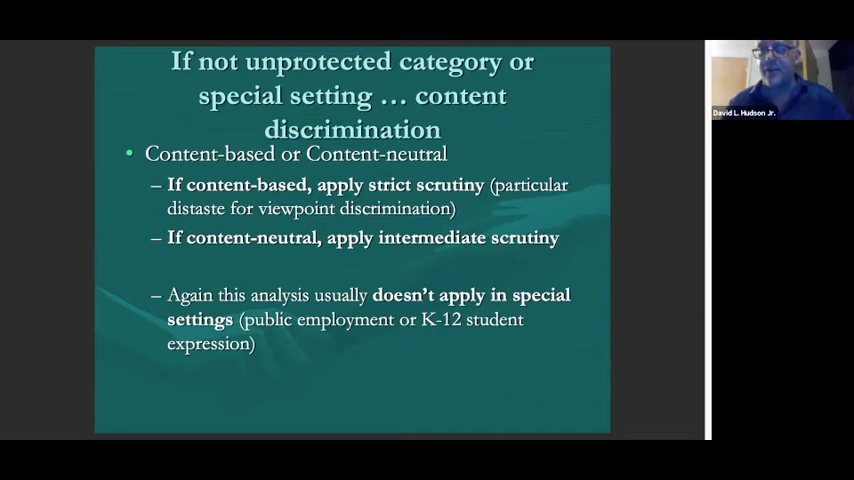 If not unprotected category or
special setting … content
discrimination
• Content-based or Content-neutral
– If content-based, apply strict scrutiny (particular
distaste for viewpoint discrimination)
– If content-neutral, apply intermediate scrutiny
– Again this analysis usually doesn't apply in special
settings (public employment or K-12 student
expression)
David L. Hudson Jr.